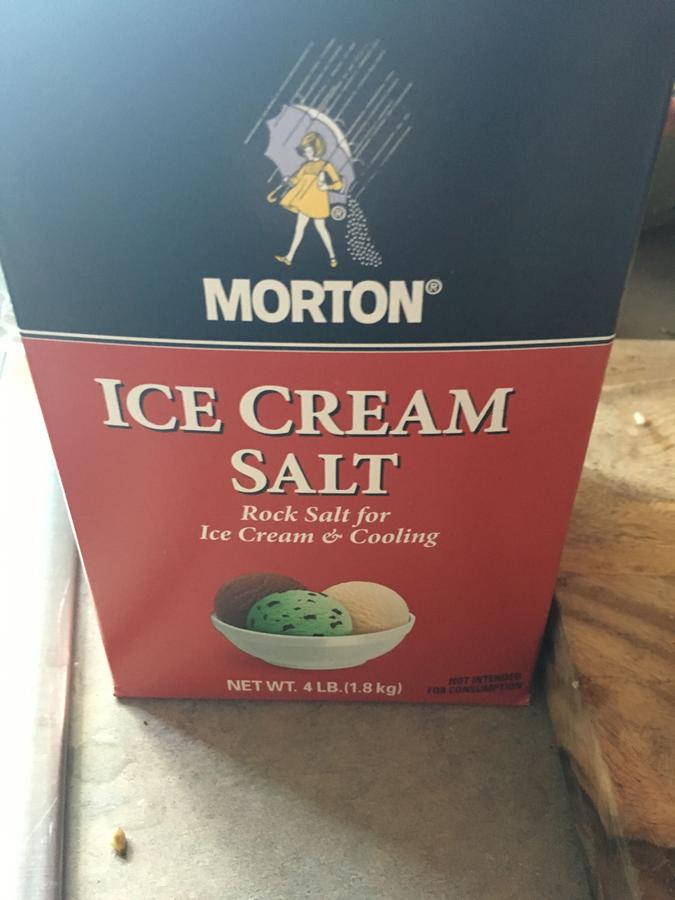 ®
MORTON®
ICE CREAM
SALT
Rock Salt for
Ice Cream & Cooling
NET WT. 4 LB.(1.8 kg)
NOT INTENDED
FOR CONSUMPTION